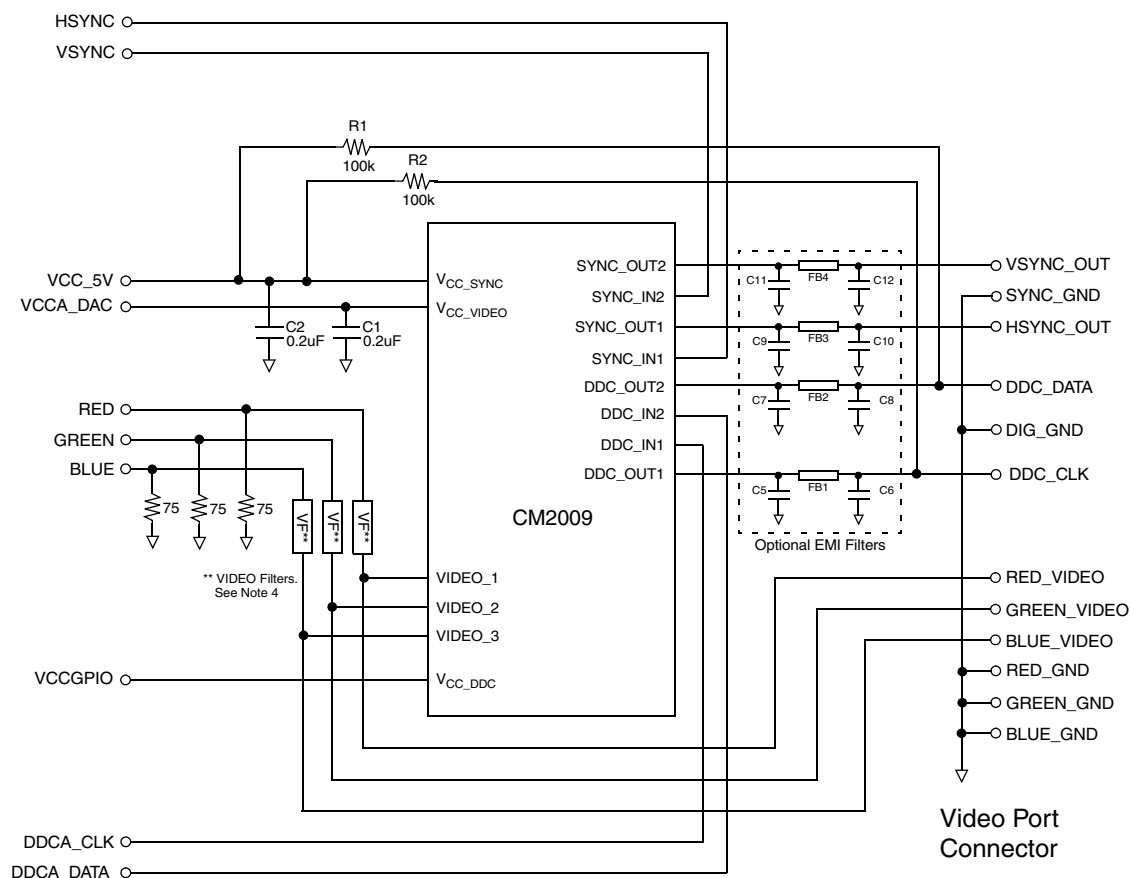 HSYNC
VSYNC
R1
100k
R2
100k
VCC_5V
VCCA_DAC
C2
0.2uF
C1
0.2uF
RED
GREEN
BLUE
75
75
75
VF**
VF**
VF**
** VIDEO Filters.
See Note 4
VCCGPIO
DDCA_CLK
DDCA_DATA
VCC_SYNC
VCC_VIDEO
CM2009
VIDEO_1
VIDEO_2
VIDEO_3
VCC_DDC
SYNC_OUT2
SYNC_IN2
SYNC_OUT1
SYNC_IN1
DDC_OUT2
DDC_IN2
DDC_IN1
DDC_OUT1
C11
FB4
C12
C9
FB3
C10
C7
FB2
C8
C5
FB1
C6
Optional EMI Filters
VSYNC_OUT
SYNC_GND
HSYNC_OUT
DDC_DATA
DIG_GND
DDC_CLK
RED_VIDEO
GREEN_VIDEO
BLUE_VIDEO
RED_GND
GREEN_GND
BLUE_GND
Video Port
Connector